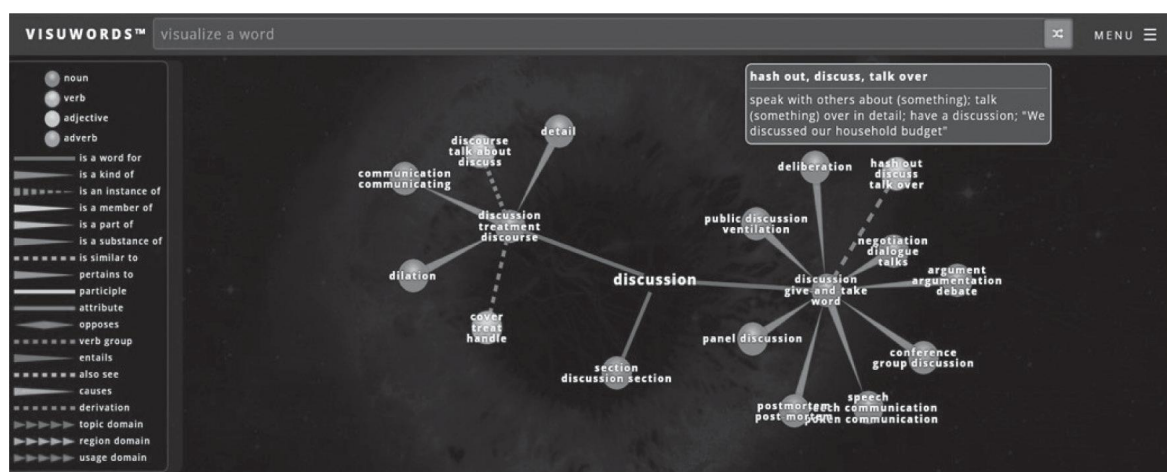 VISUWORDS™
visualize a word
MENU
noun
verb
adjective
adverb
is a word for
is a kind of
is an instance of
is a member of
is a part of
is a substance of
is similar to
pertains to
participle
attribute
opposes
verb group
entails
also see
causes
derivation
topic domain
region domain
usage domain
hash out, discuss, talk over
speak with others about (something); talk
(something) over in detail; have a discussion; "We
discussed our household budget"
discourse
talk about
discuss
detail
communication
communicating
discussion
treatment
discourse
dilation
cover
treat
handle
discussion
section
discussion section
deliberation
hash out
discuss
talk over
public discussion
ventilation
negotiation
dialogue
talks
argument
argumentation
debate
discussion
give and take
word
panel discussion
conference
group discussion
postmortem
post mortem
speech
communication
communication